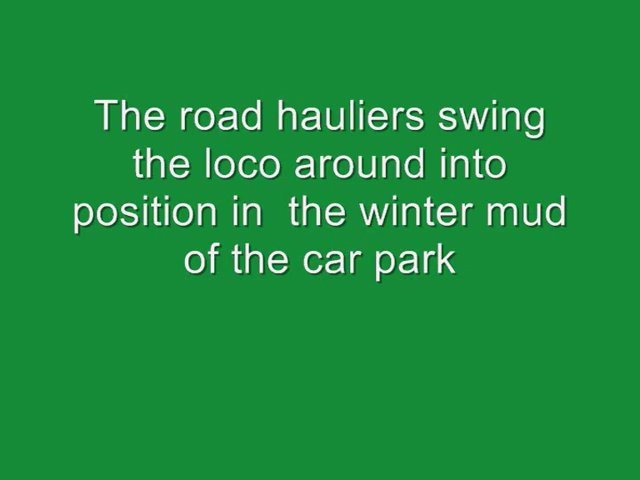 The road hauliers swing
the loco around into
position in  the winter mud
of the car park